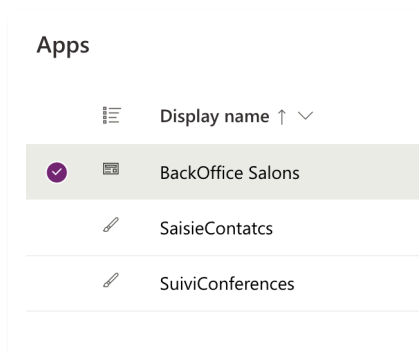 Apps
Display name
BackOffice Salons
SaisieContatcs
SuiviConferences